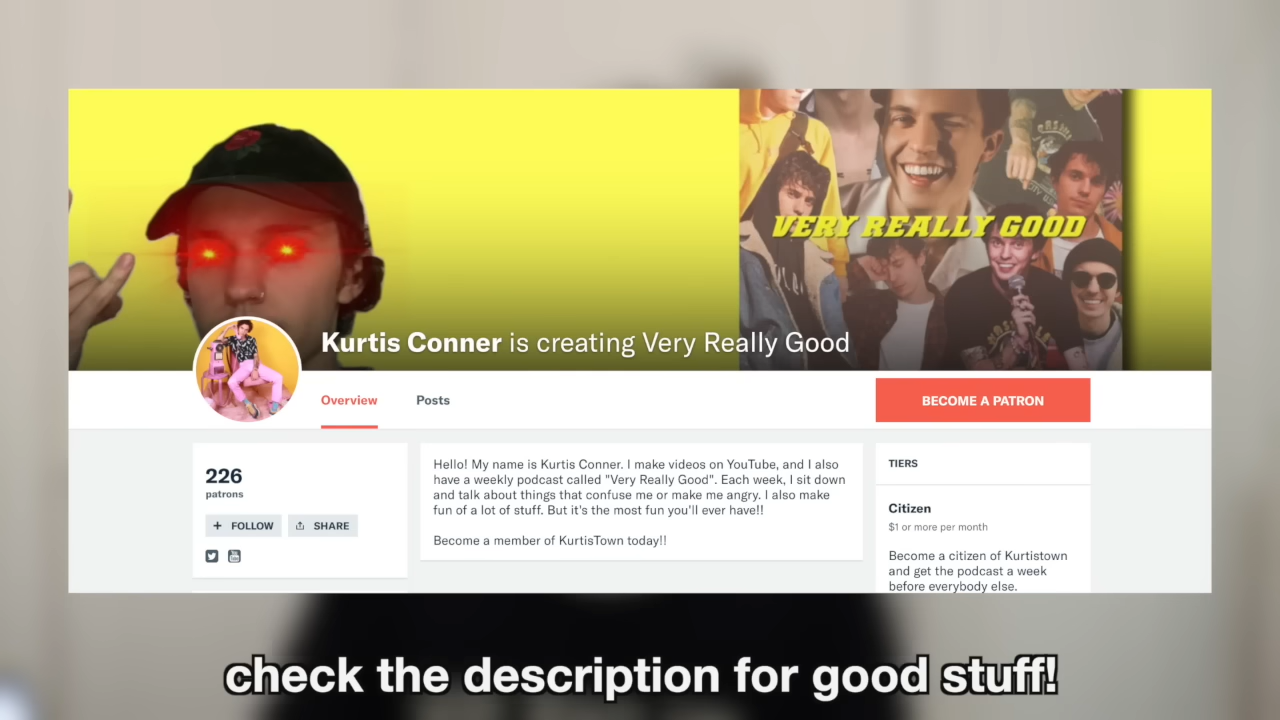 VERY REALLY GOOD
Kurtis Conner is creating Very Really Good
Overview
Posts
BECOME A PATRON
226
patrons
+ FOLLOW
SHARE
Hello! My name is Kurtis Conner. I make videos on YouTube, and I also
have a weekly podcast called "Very Really Good". Each week, I sit down
and talk about things that confuse me or make me angry. I also make
fun of a lot of stuff. But it's the most fun you'll ever have!!
Become a member of KurtisTown today!!
TIERS
Citizen
$1 or more per month
Become a citizen of Kurtistown
and get the podcast a week
before everybody else.
check the description for good stuff!